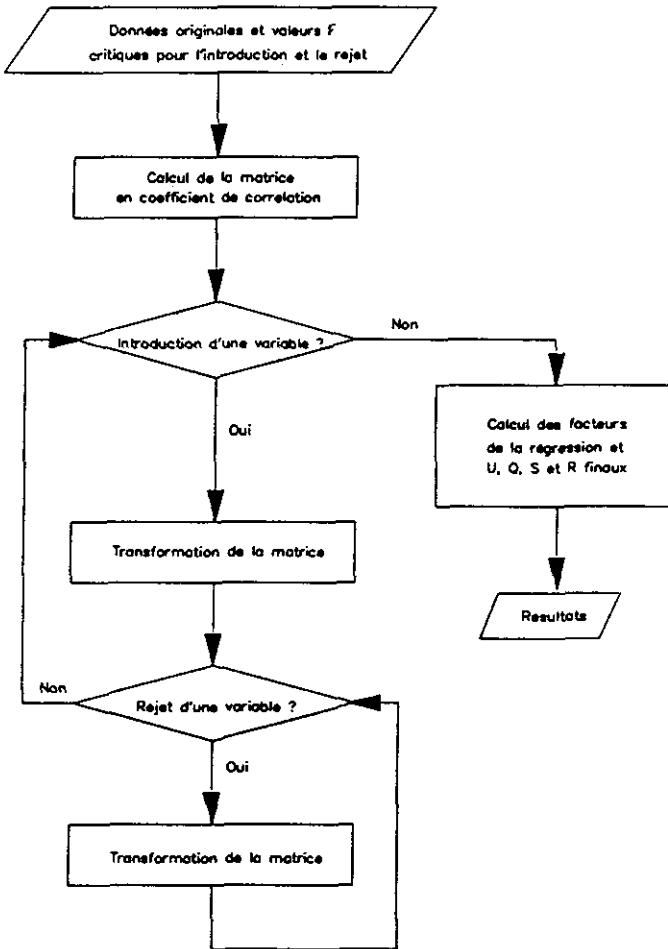 Données originales et valeurs F
critiques pour l'introduction et le rejet
Calcul de la matrice
en coefficient de correlation
Introduction d'une variable ?
Non
Oui
Calcul des facteurs
de la régression et
U, Q, S et R finaux
Transformation de la matrice
Resultats
Non
Rejet d'une variable ?
Oui
Transformation de la matrice